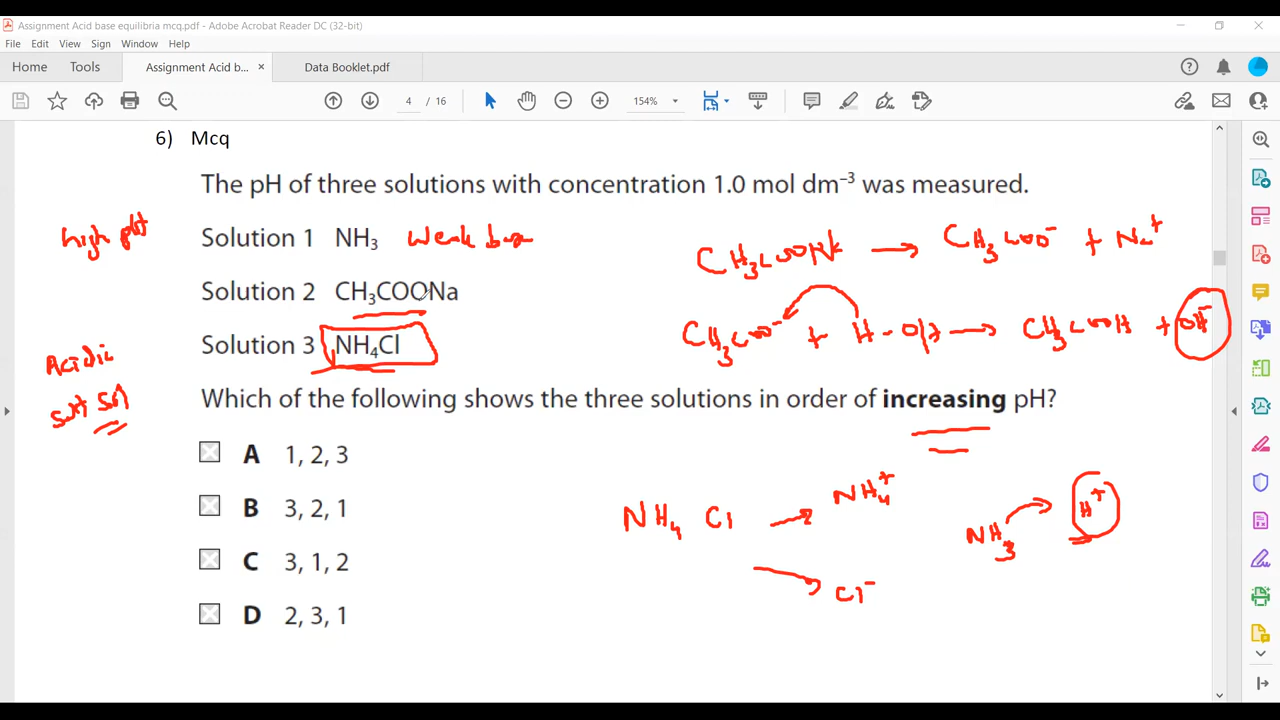 Assignment Acid base equilibria mcq.pdf - Adobe Acrobat Reader DC (32-bit)
File Edit View Sign Window Help
Home Tools Assignment Acid b... × Data Booklet.pdf
4 / 16 154%
6) Mcq
The pH of three solutions with concentration 1.0 mol dm⁻³ was measured.
high pH
Solution 1 NH₃ Weak base
CH₃COONa → CH₃COO⁻ + Na⁺
Solution 2 CH₃COONa
CH₃COO⁻ + H - OH → CH₃COOH + OH⁻
Solution 3 NH₄Cl
Acidic
salt sol
Which of the following shows the three solutions in order of increasing pH?
A 1, 2, 3
B 3, 2, 1
C 3, 1, 2
D 2, 3, 1
NH₄ Cl → NH₄⁺
NH₃ H⁺
Cl⁻